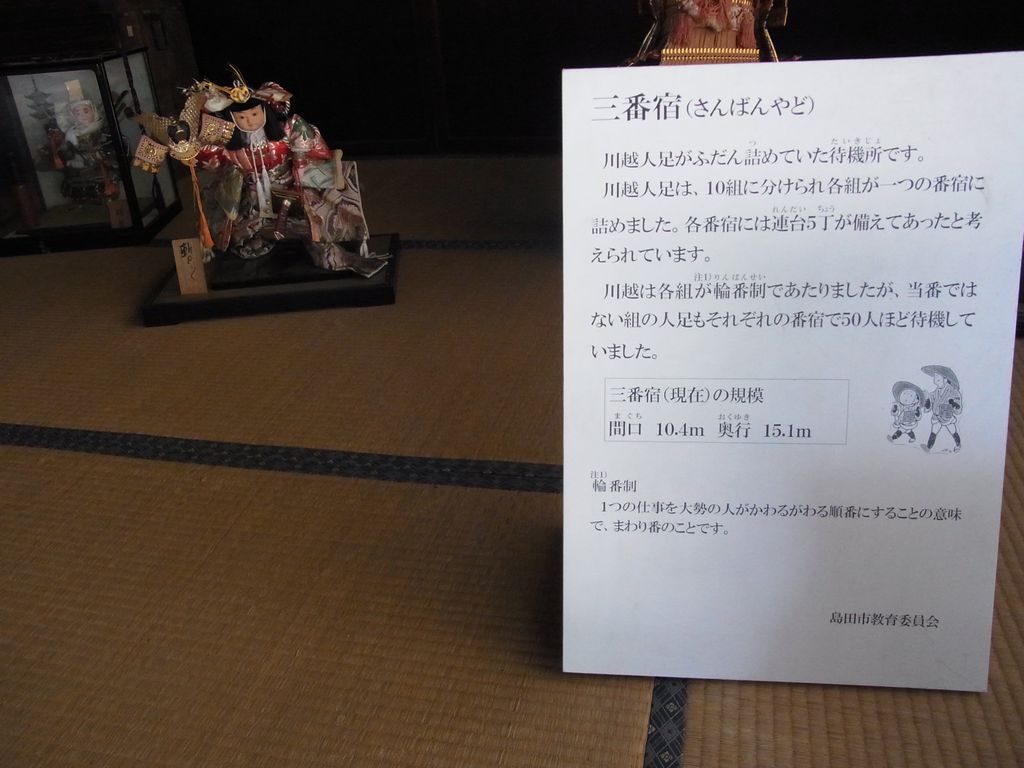 三番宿(さんばんやど)
川越人足がふだん詰めていた待機所です。
川越人足は、10組に分けられ各組が一つの番宿に
詰めました。各番宿には連台5丁が備えてあったと考
えられています。
川越は各組が輪番制であたりましたが、当番では
ない組の人足もそれぞれの番宿で50人ほど待機して
いました。
三番宿(現在)の規模
間口 10.4m 奥行 15.1m
注1)
輪番制
1つの仕事を大勢の人がかわるがわる順番にすることの意味
で、まわり番のことです。
島田市教育委員会